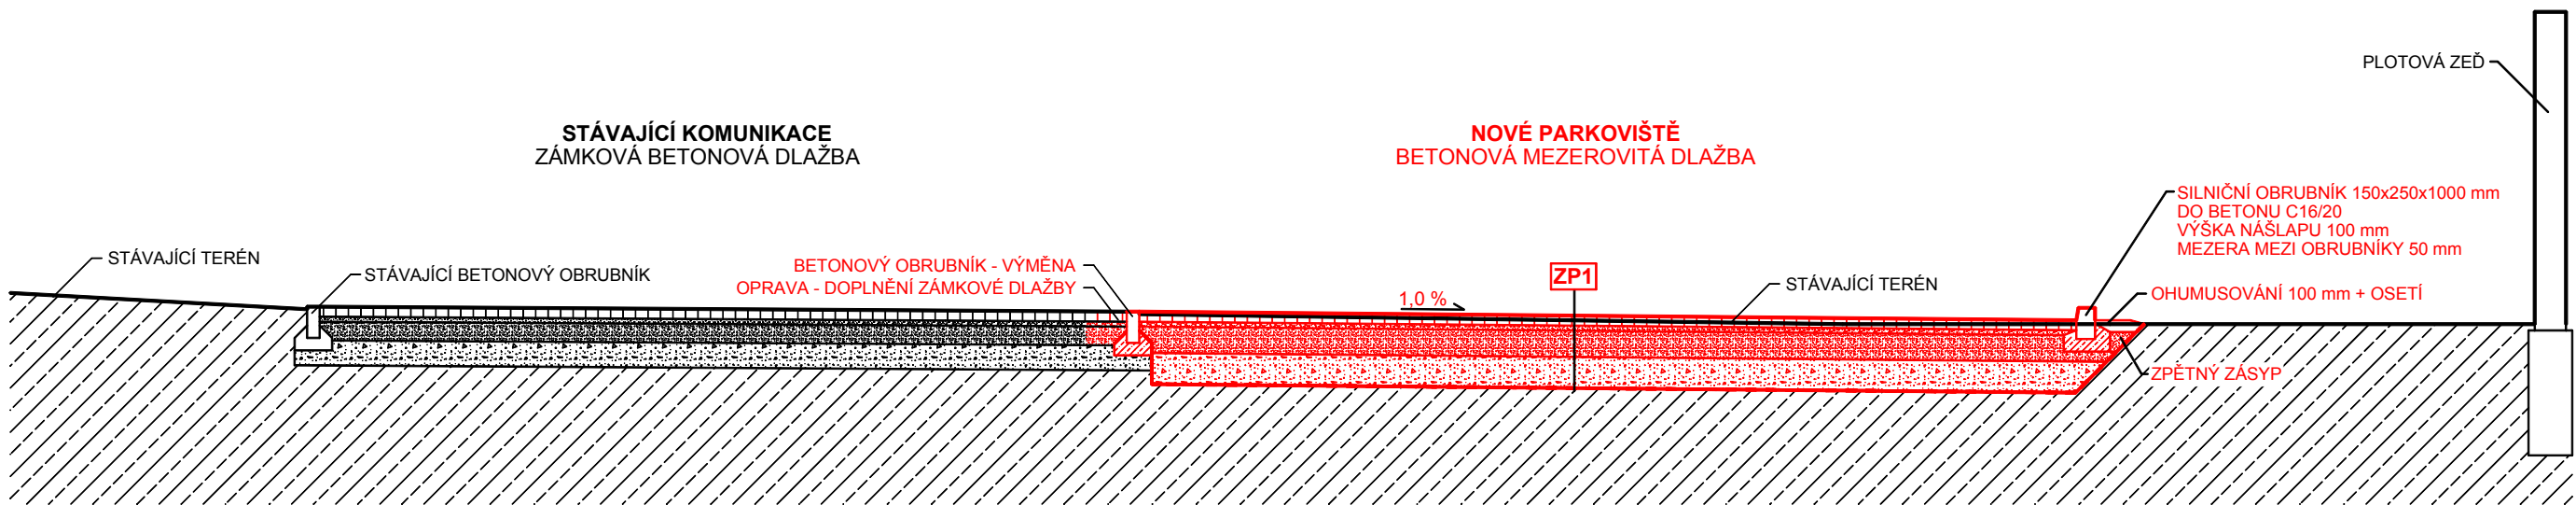 PLOTOVÁ ZEĎ
STÁVAJÍCÍ KOMUNIKACE
ZÁMKOVÁ BETONOVÁ DLAŽBA
NOVÉ PARKOVIŠTĚ
BETONOVÁ MEZEROVITÁ DLAŽBA
SILNIČNÍ OBRUBNÍK 150x250x1000 mm
DO BETONU C16/20
VÝŠKA NÁŠLAPU 100 mm
MEZERA MEZI OBRUBNÍKY 50 mm
STÁVAJÍCÍ TERÉN
STÁVAJÍCÍ BETONOVÝ OBRUBNÍK
BETONOVÝ OBRUBNÍK - VÝMĚNA
OPRAVA - DOPLNĚNÍ ZÁMKOVÉ DLAŽBY
1,0 %
ZP1
STÁVAJÍCÍ TERÉN
OHUMUSOVÁNÍ 100 mm + OSETÍ
ZPĚTNÝ ZÁSYP